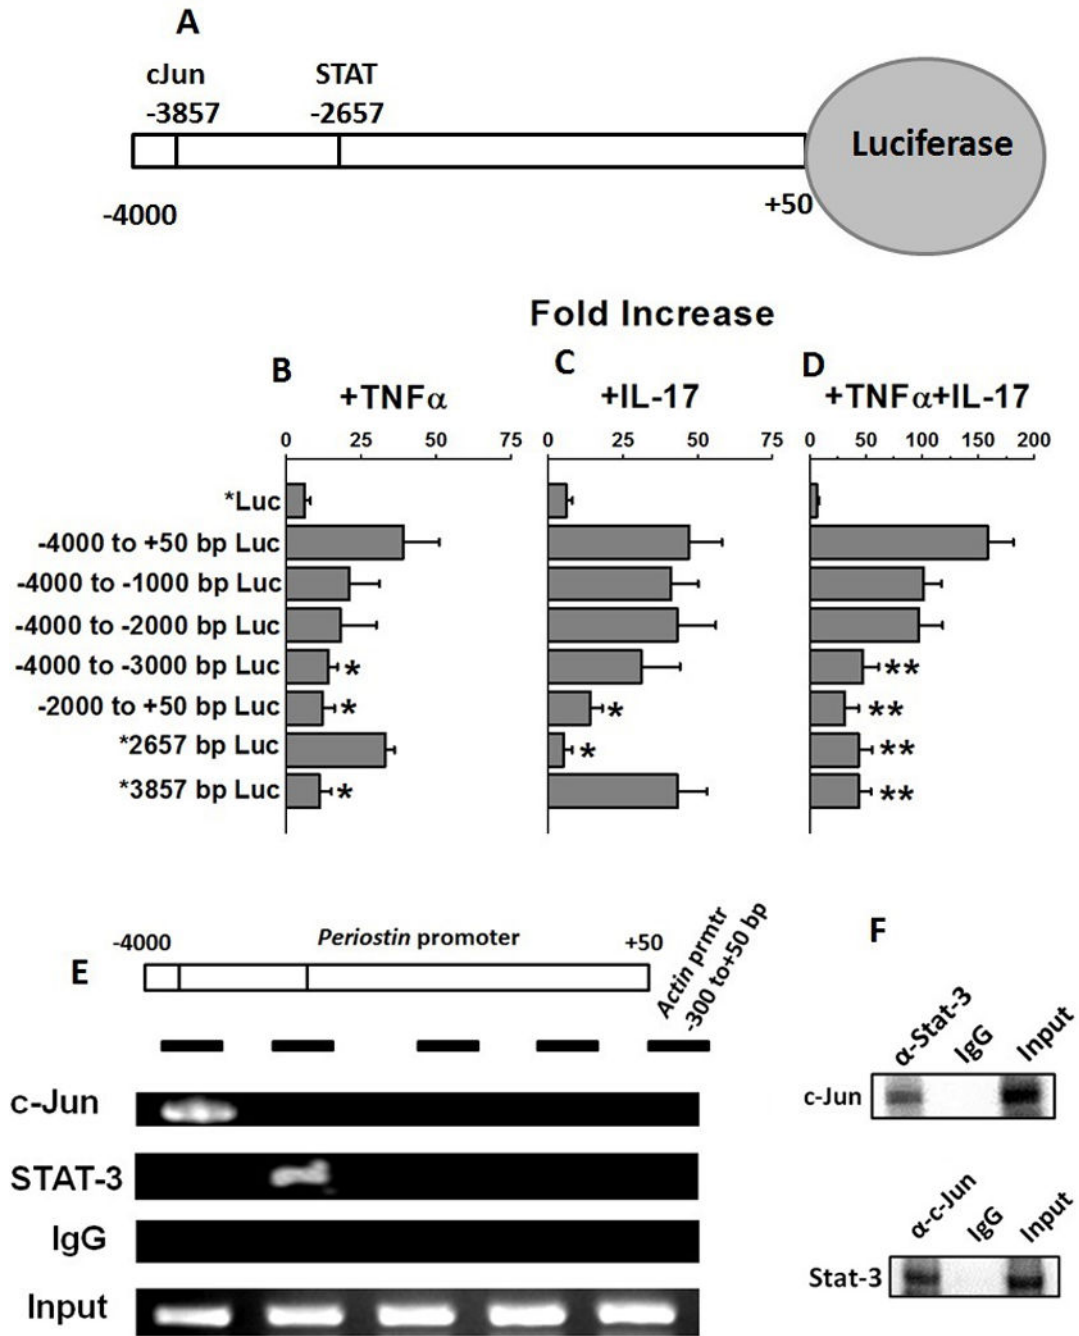 A
cJun STAT
-3857 -2657
Luciferase
-4000 +50
Fold Increase
B C D
+TNFα +IL-17 +TNFα+IL-17
0 25 50 75 0 25 50 75 0 50 100 150 200
*Luc
-4000 to +50 bp Luc
-4000 to -1000 bp Luc
-4000 to -2000 bp Luc
-4000 to -3000 bp Luc * **
-2000 to +50 bp Luc * * **
*2657 bp Luc * **
*3857 bp Luc * **
E
-4000 Periostin promoter +50
Actin prmtr
-300 to+50 bp
c-Jun
STAT-3
IgG
Input
F
α-Stat-3 IgG Input
c-Jun
α-c-Jun IgG Input
Stat-3